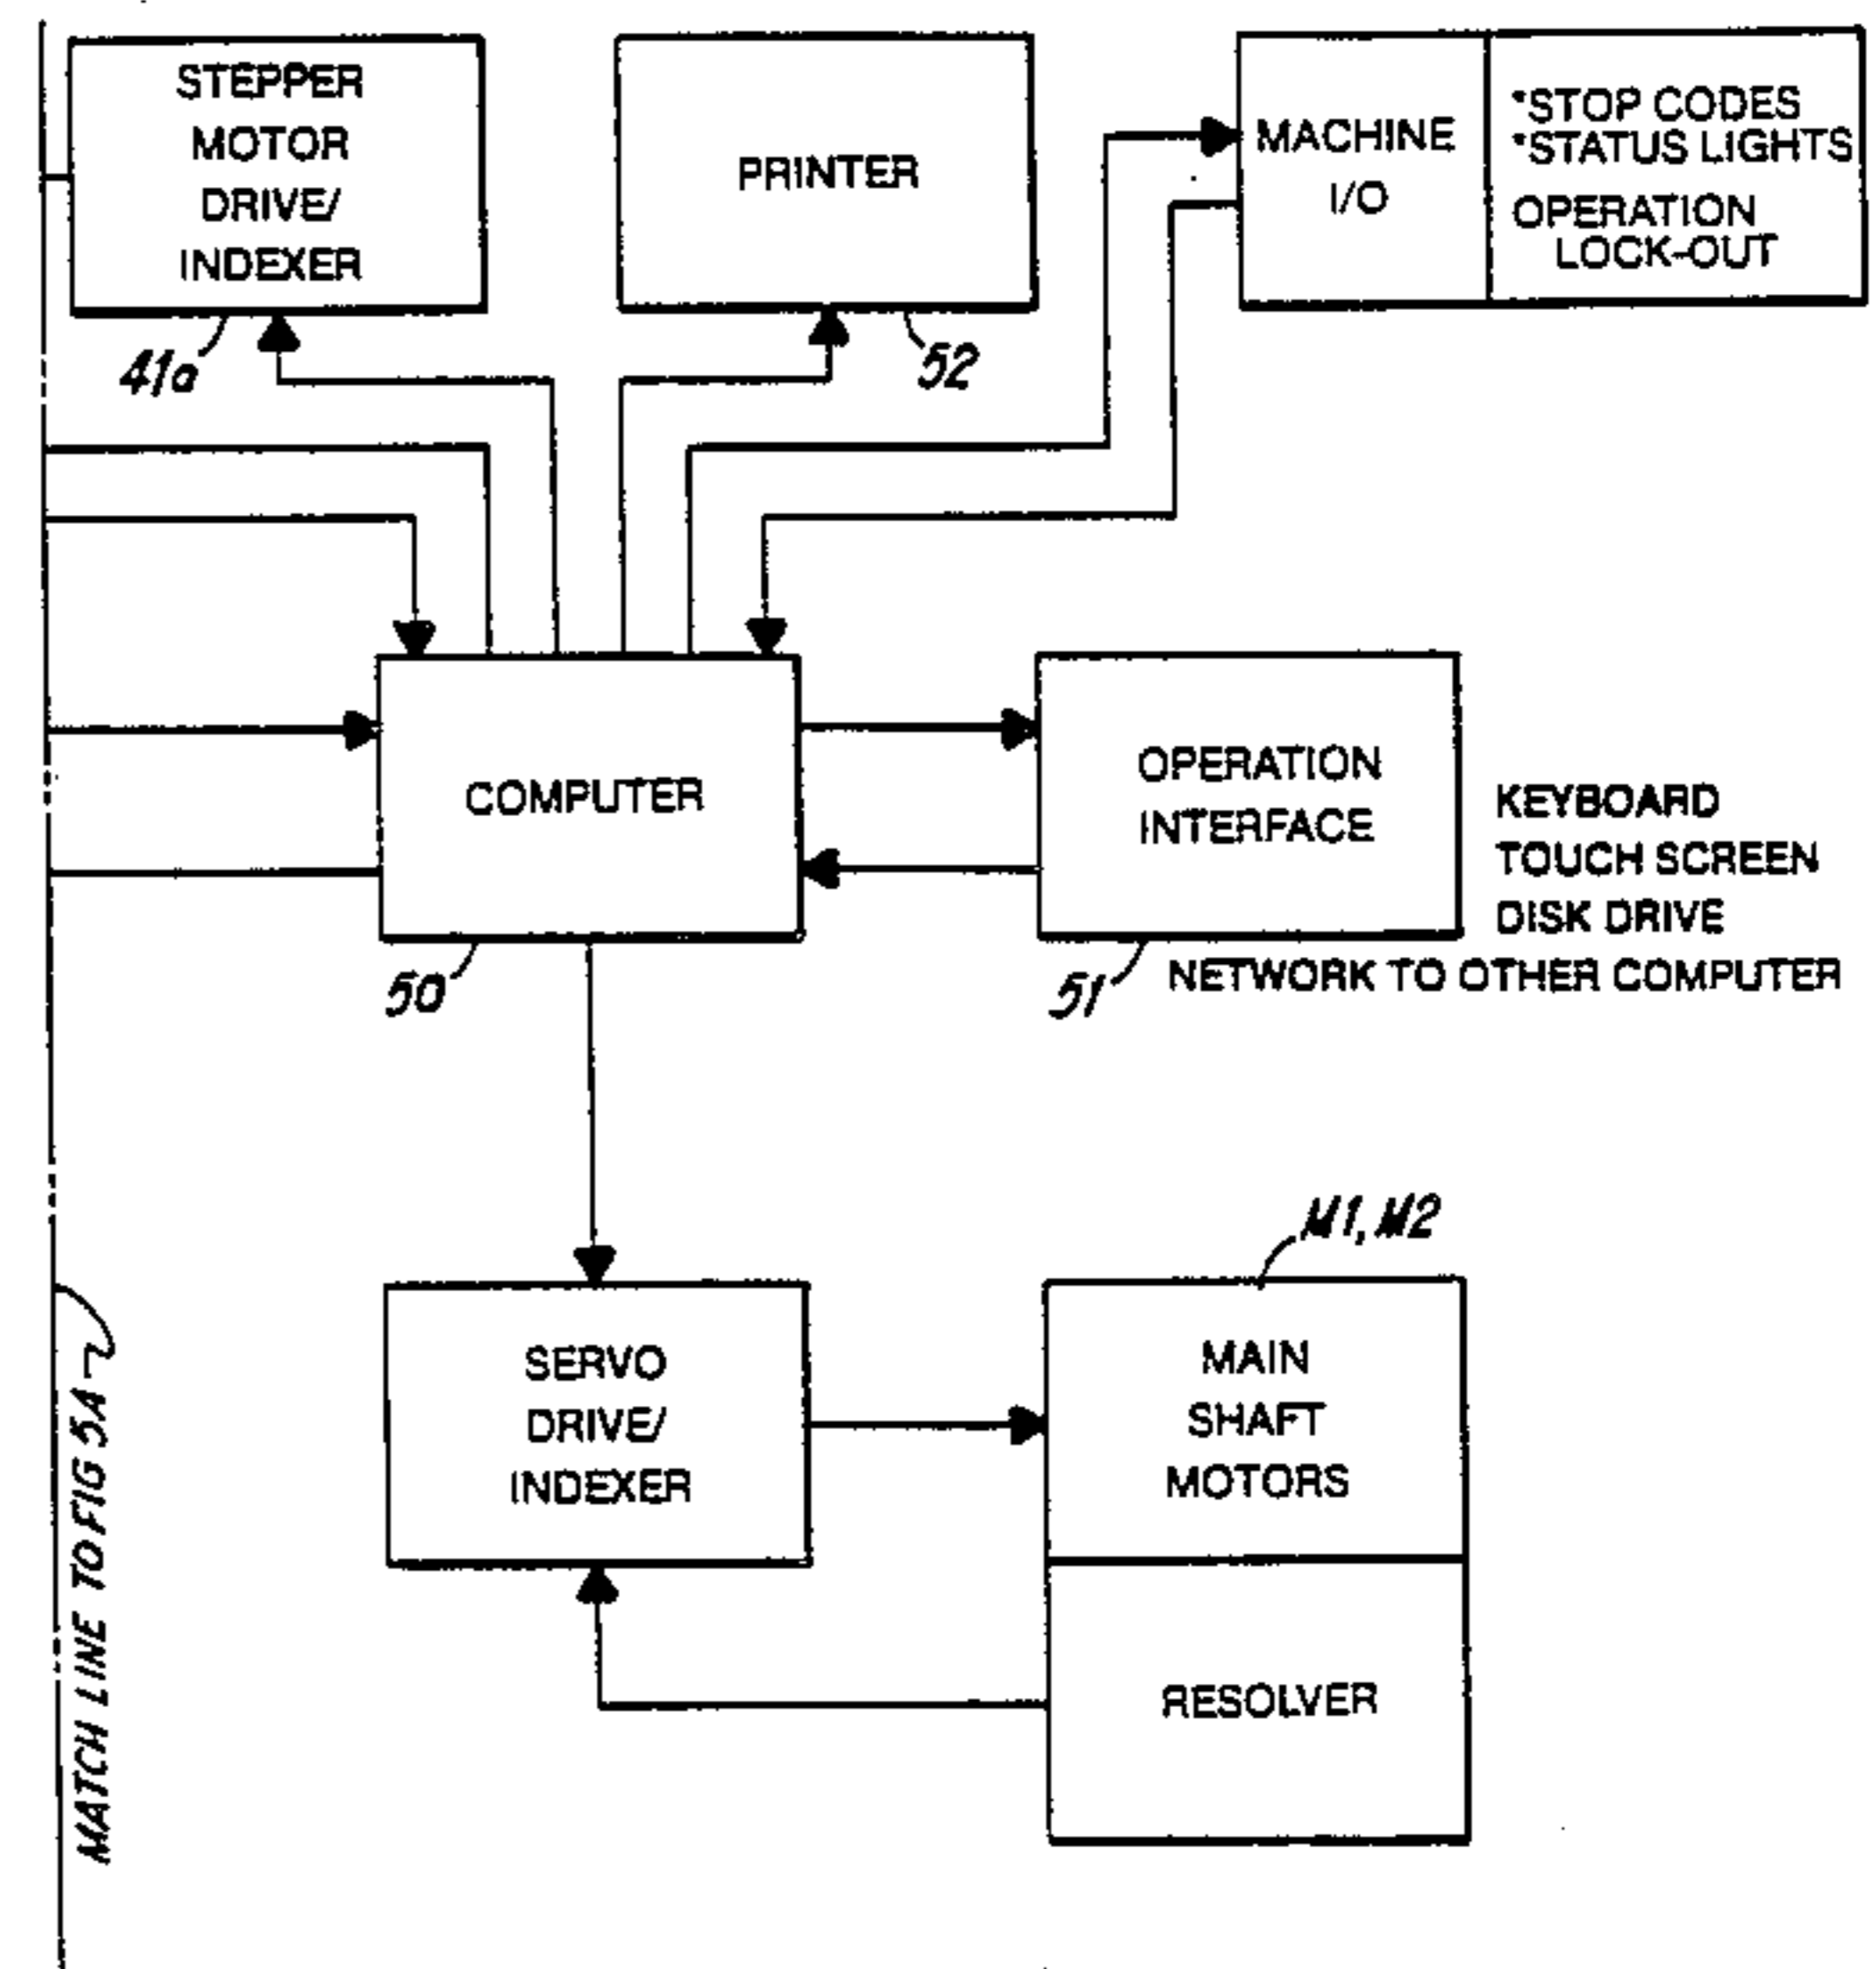 STEPPER
MOTOR
DRIVE/
INDEXER
41a
PRINTER
52
MACHINE
I/O
*STOP CODES
*STATUS LIGHTS
OPERATION
LOCK-OUT
COMPUTER
50
OPERATION
INTERFACE
51
KEYBOARD
TOUCH SCREEN
DISK DRIVE
NETWORK TO OTHER COMPUTER
SERVO
DRIVE/
INDEXER
M1, M2
MAIN
SHAFT
MOTORS
RESOLVER
MATCH LINE TO FIG 5A